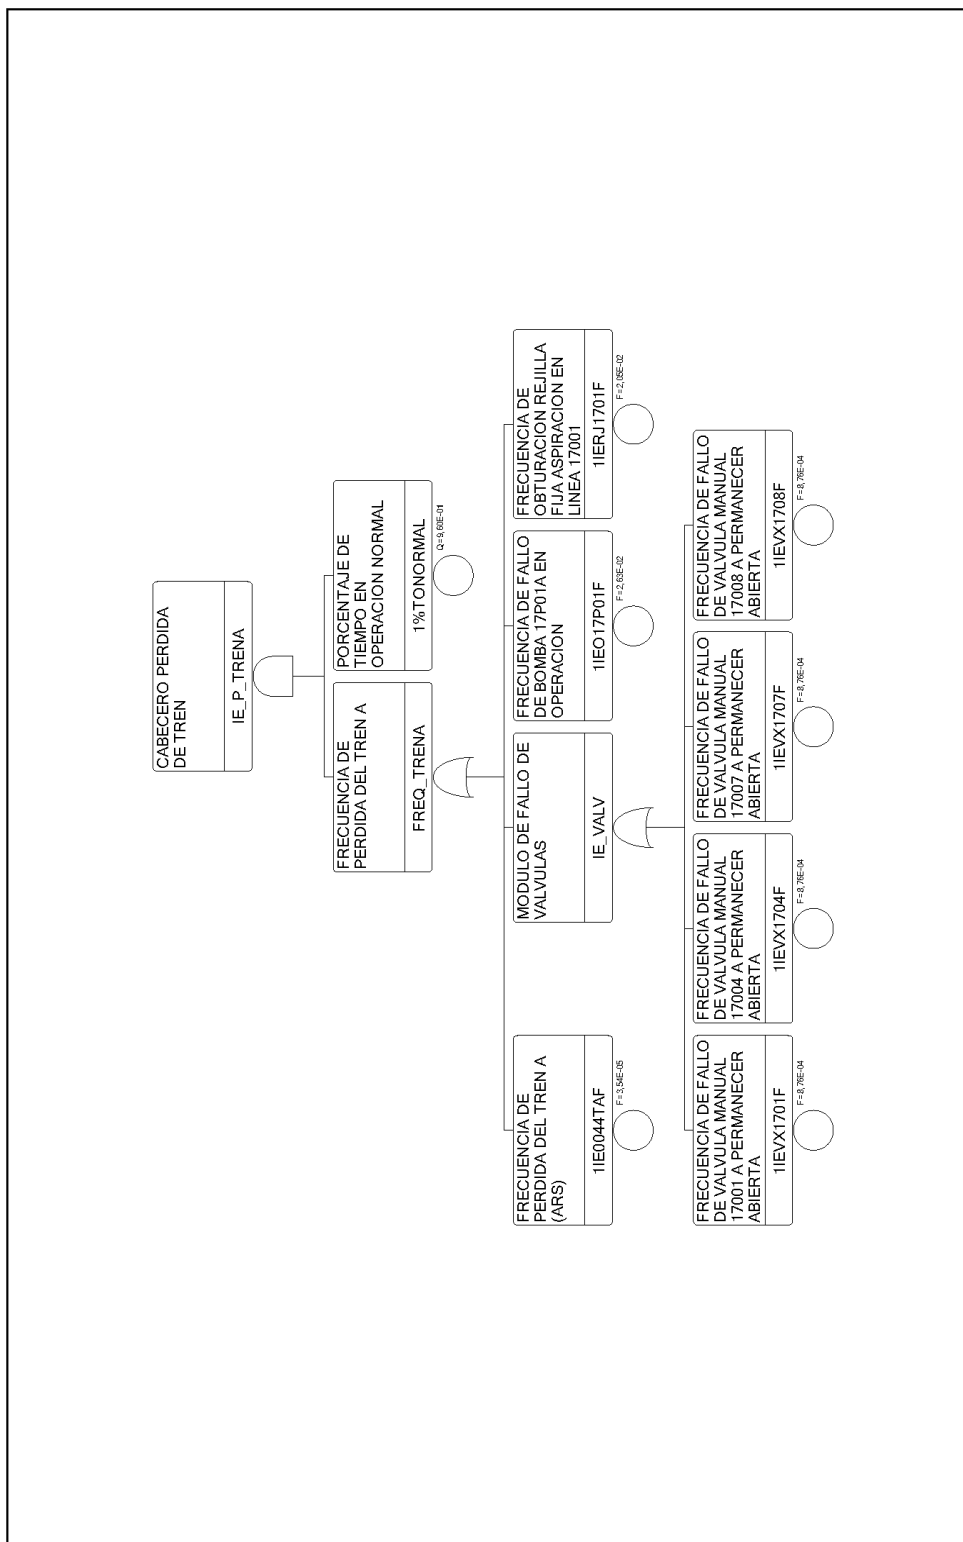 CABECERO PERDIDA
DE TREN
IE_P_TRENA
FRECUENCIA DE
PERDIDA DEL TREN A
FREQ_TRENA
PORCENTAJE DE
TIEMPO EN
OPERACION NORMAL
1%TONORMAL
Q=9,60E-01
FRECUENCIA DE
PERDIDA DEL TREN A
(ARS)
1IE0044TAF
F=3,54E-05
MODULO DE FALLO DE
VALVULAS
IE_VALV
FRECUENCIA DE FALLO
DE BOMBA 17P01A EN
OPERACION
1IEO17P01F
F=2,63E-02
FRECUENCIA DE
OBTURACION REJILLA
FIJA ASPIRACION EN
LINEA 17001
1IERJ1701F
F=2,05E-02
FRECUENCIA DE FALLO
DE VALVULA MANUAL
17001 A PERMANECER
ABIERTA
1IEVX1701F
F=8,76E-04
FRECUENCIA DE FALLO
DE VALVULA MANUAL
17004 A PERMANECER
ABIERTA
1IEVX1704F
F=8,76E-04
FRECUENCIA DE FALLO
DE VALVULA MANUAL
17007 A PERMANECER
ABIERTA
1IEVX1707F
F=8,76E-04
FRECUENCIA DE FALLO
DE VALVULA MANUAL
17008 A PERMANECER
ABIERTA
1IEVX1708F
F=8,76E-04